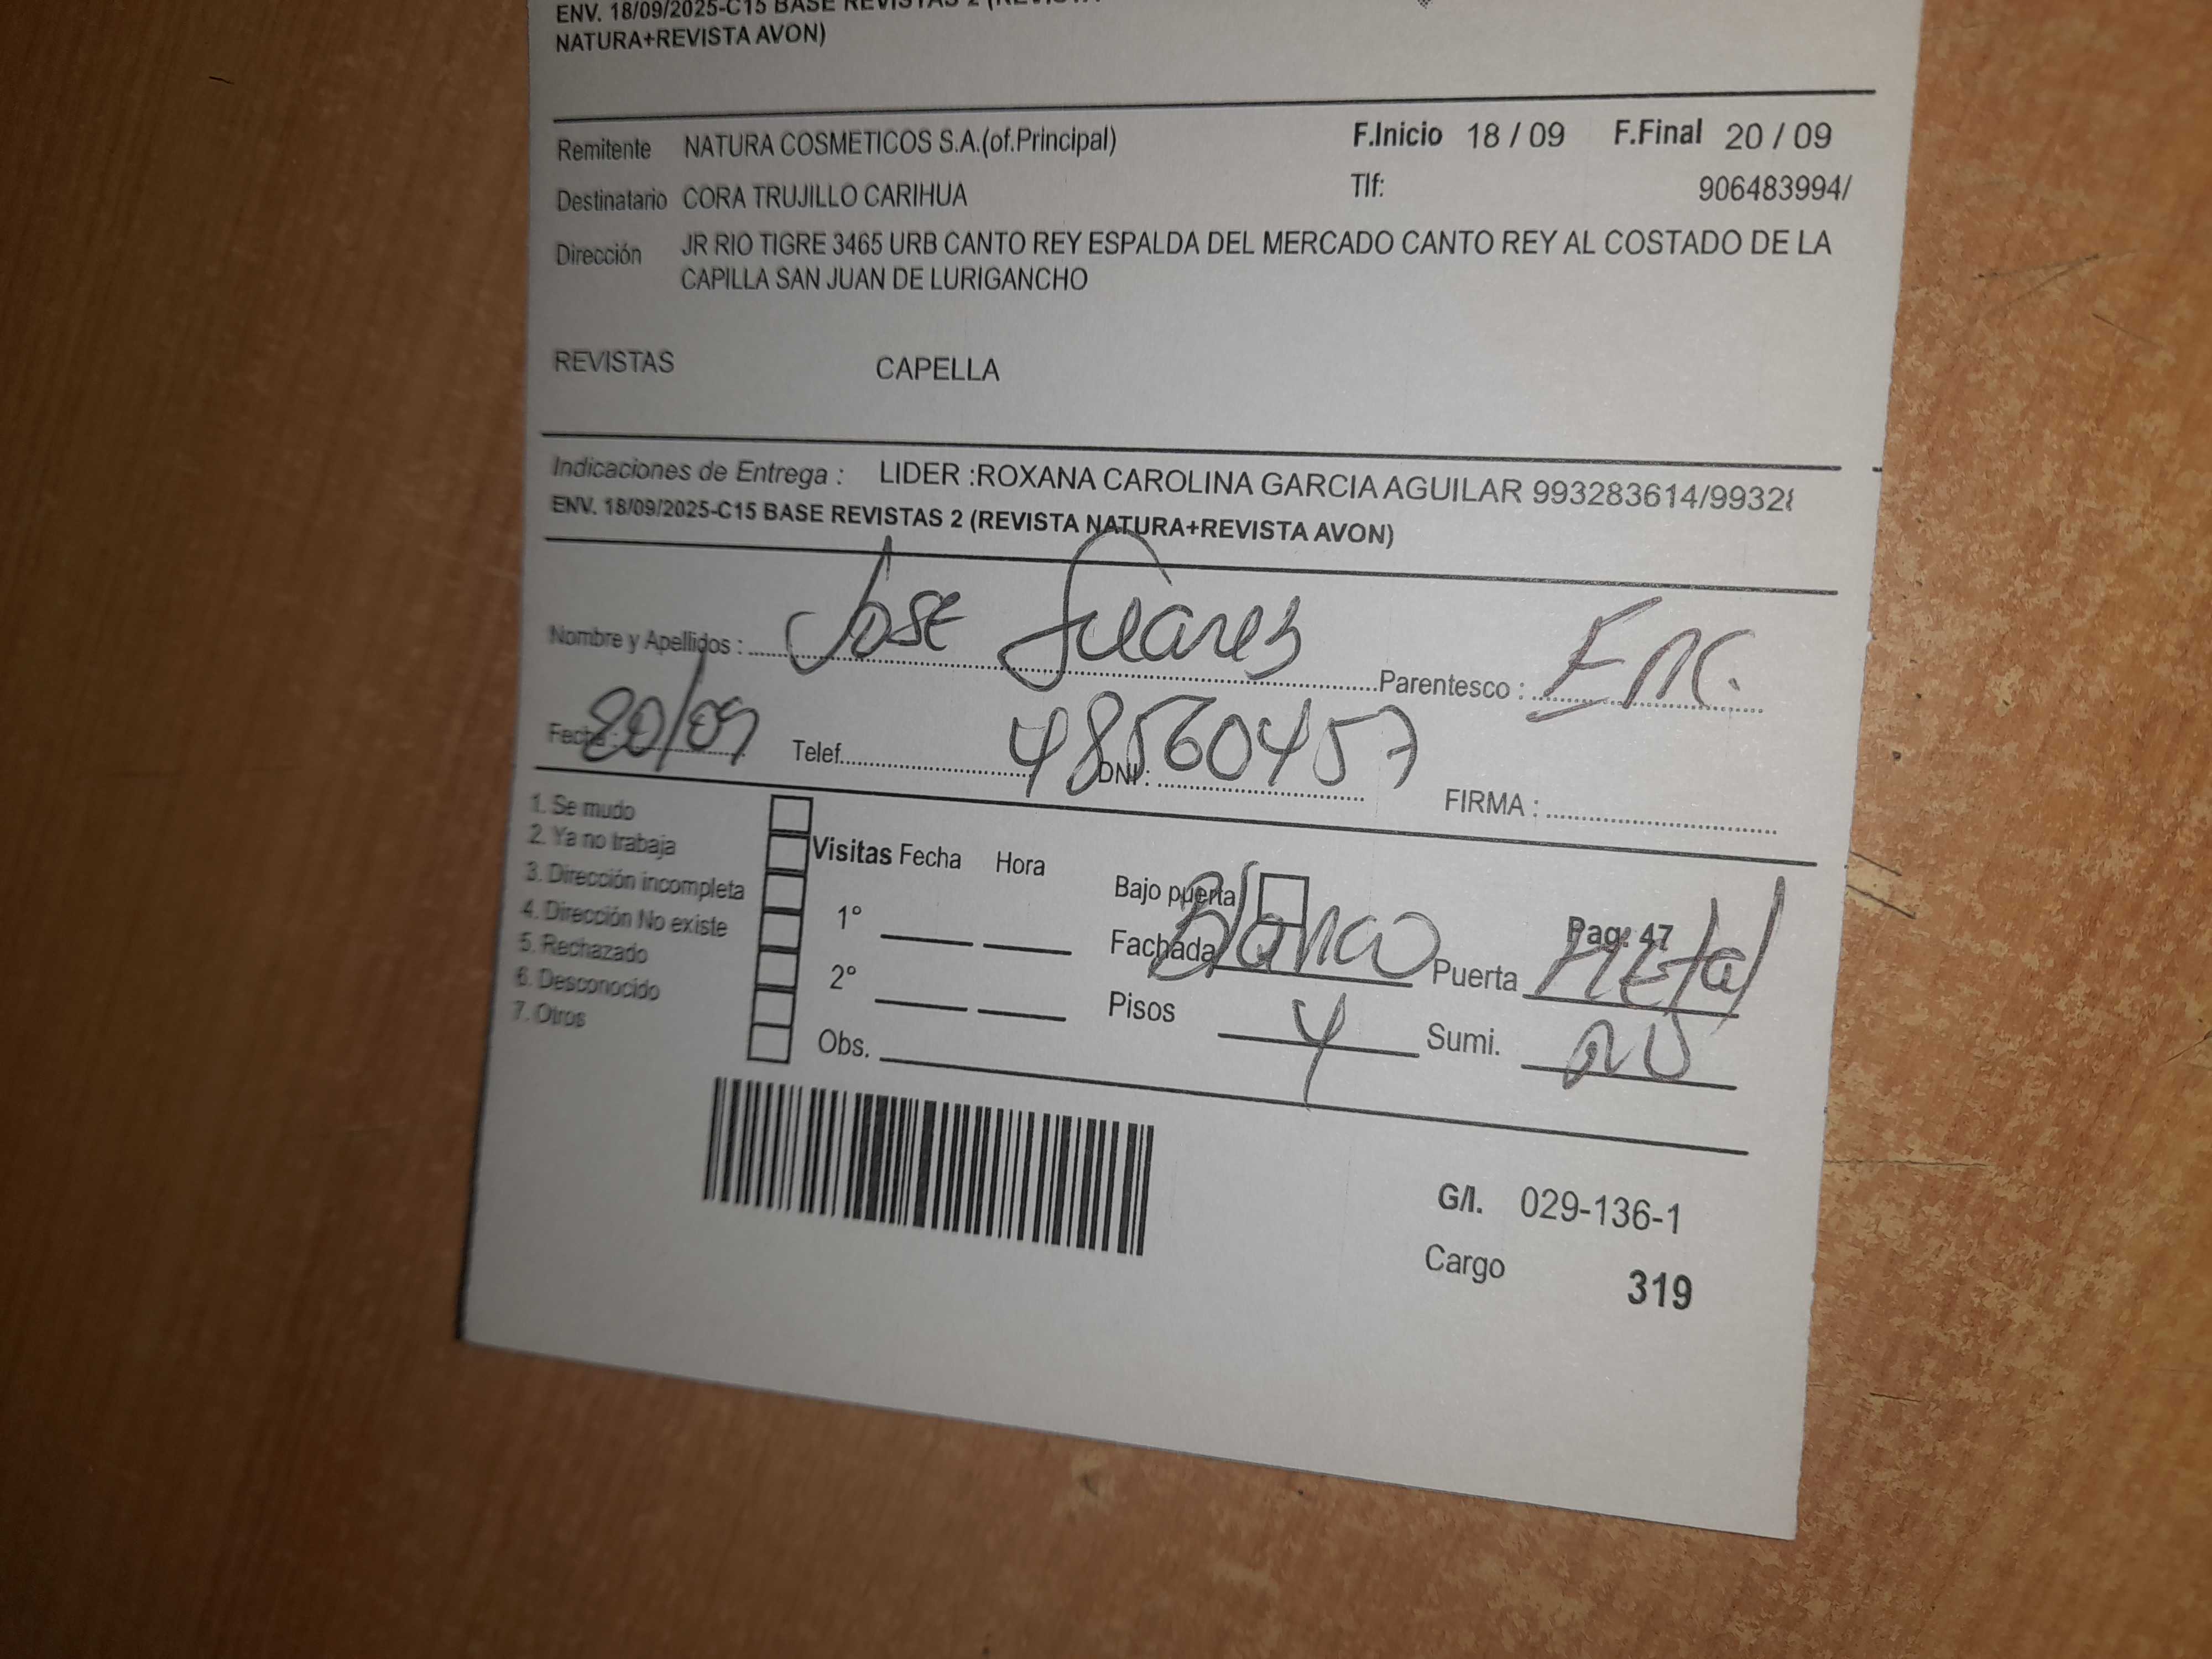 ENV. 18/09/2025-C15 BASE REVISTAS 2 (REVISTA
NATURA+REVISTA AVON)
Remitente NATURA COSMETICOS S.A.(of.Principal) F.Inicio 18 / 09 F.Final 20 / 09
Destinatario CORA TRUJILLO CARIHUA Tlf: 906483994/
Dirección JR RIO TIGRE 3465 URB CANTO REY ESPALDA DEL MERCADO CANTO REY AL COSTADO DE LA
CAPILLA SAN JUAN DE LURIGANCHO
REVISTAS CAPELLA
Indicaciones de Entrega : LIDER :ROXANA CAROLINA GARCIA AGUILAR 993283614/99328
ENV. 18/09/2025-C15 BASE REVISTAS 2 (REVISTA NATURA+REVISTA AVON)
Nombre y Apellidos : Jose Suares Parentesco : Enc.
Fecha : 20/09 Telef. DNI : 48560457 FIRMA :
1. Se mudo
2. Ya no trabaja
3. Dirección incompleta
4. Dirección No existe
5. Rechazado
6. Desconocido
7. Otros
Visitas Fecha Hora
1°
2°
Obs.
Bajo puerta Pag: 47
Fachada Blanco Puerta Metal
Pisos 4 Sumi. NO
G/I. 029-136-1
Cargo 319